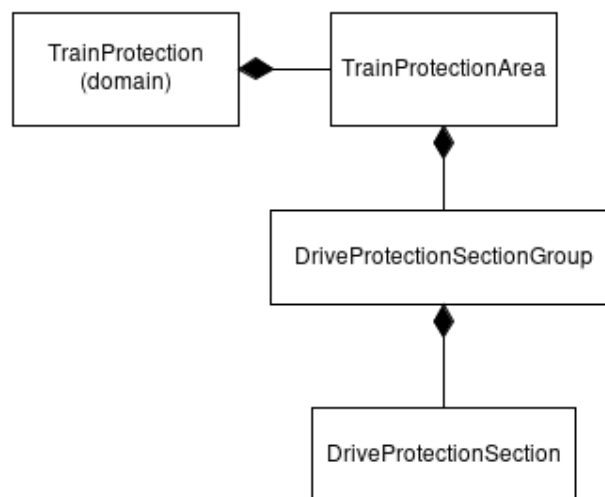 TrainProtection
(domain)
TrainProtectionArea
DriveProtectionSectionGroup
DriveProtectionSection